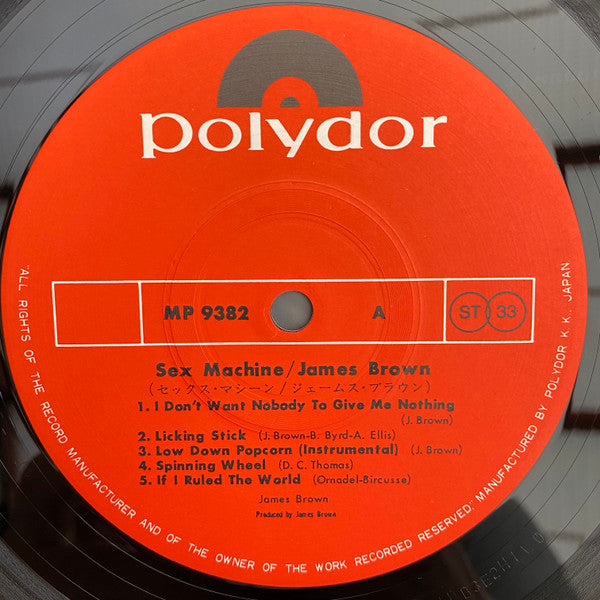 polydor
MP 9382 A ST 33
Sex Machine/James Brown
(セックス・マシーン/ジェームス・ブラウン)
1. I Don't Want Nobody To Give Me Nothing
(J. Brown)
2. Licking Stick (J. Brown-B. Byrd-A. Ellis)
3. Low Down Popcorn (Instrumental) (J. Brown)
4. Spinning Wheel (D. C. Thomas)
5. If I Ruled The World (Ornadel-Bircusse)
James Brown
Produced by James Brown
"ALL RIGHTS OF THE RECORD MANUFACTURER AND OF THE OWNER OF THE WORK RECORDED RESERVED." MANUFACTURED BY POLYDOR K.K. JAPAN